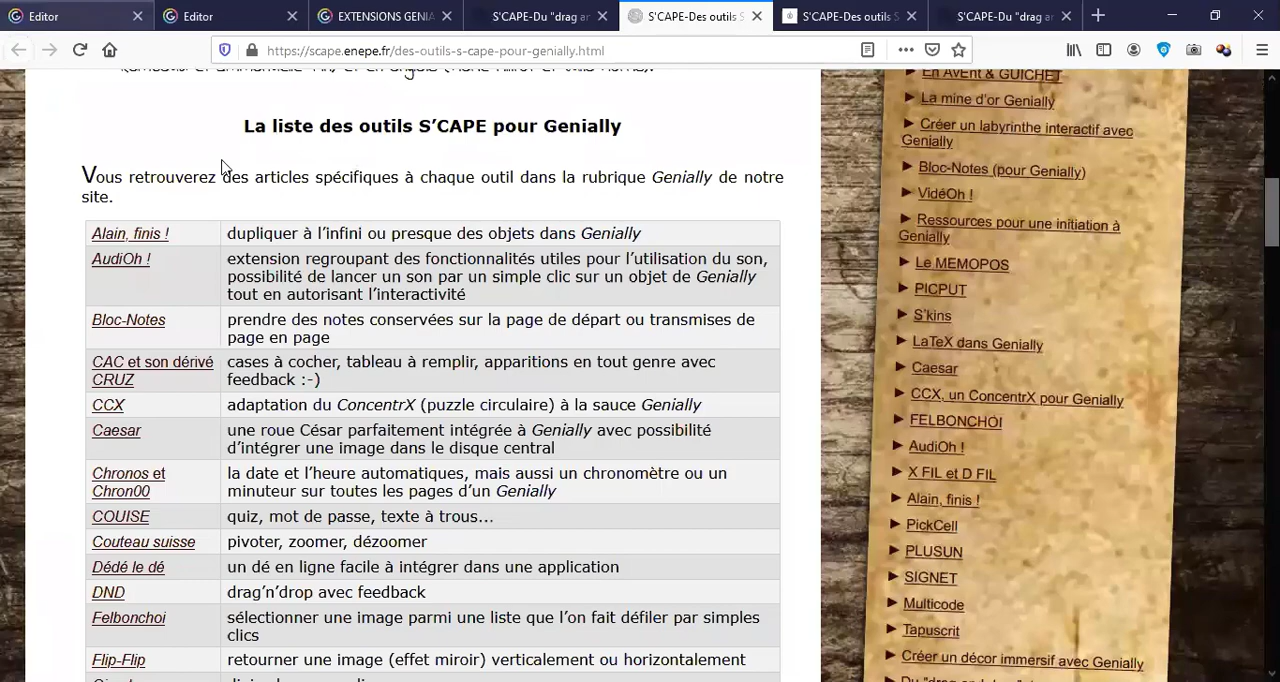 Editor
Editor
EXTENSIONS GENIA
S'CAPE-Du "drag ar
S'CAPE-Des outils S
S'CAPE-Des outils S
S'CAPE-Du "drag ar
https://scape.enepe.fr/des-outils-s-cape-pour-genially.html
La liste des outils S’CAPE pour Genially
Vous retrouverez des articles spécifiques à chaque outil dans la rubrique Genially de notre
site.
Alain, finis ! dupliquer à l’infini ou presque des objets dans Genially
AudiOh ! extension regroupant des fonctionnalités utiles pour l’utilisation du son,
possibilité de lancer un son par un simple clic sur un objet de Genially
tout en autorisant l’interactivité
Bloc-Notes prendre des notes conservées sur la page de départ ou transmises de
page en page
CAC et son dérivé cases à cocher, tableau à remplir, apparitions en tout genre avec
CRUZ feedback :-)
CCX adaptation du ConcentrX (puzzle circulaire) à la sauce Genially
Caesar une roue César parfaitement intégrée à Genially avec possibilité
d’intégrer une image dans le disque central
Chronos et la date et l’heure automatiques, mais aussi un chronomètre ou un
Chron00 minuteur sur toutes les pages d’un Genially
COUISE quiz, mot de passe, texte à trous…
Couteau suisse pivoter, zoomer, dézoomer
Dédé le dé un dé en ligne facile à intégrer dans une application
DND drag’n’drop avec feedback
Felbonchoi sélectionner une image parmi une liste que l’on fait défiler par simples
clics
Flip-Flip retourner une image (effet miroir) verticalement ou horizontalement
En AvEnt & GUICHET
La mine d'or Genially
Créer un labyrinthe interactif avec
Genially
Bloc-Notes (pour Genially)
VidéOh !
Ressources pour une initiation à
Genially
Le MEMOPOS
PICPUT
S'kins
LaTeX dans Genially
Caesar
CCX, un ConcentrX pour Genially
FELBONCHOI
AudiOh !
X FIL et D FIL
Alain, finis !
PickCell
PLUSUN
SIGNET
Multicode
Tapuscrit
Créer un décor immersif avec Genially